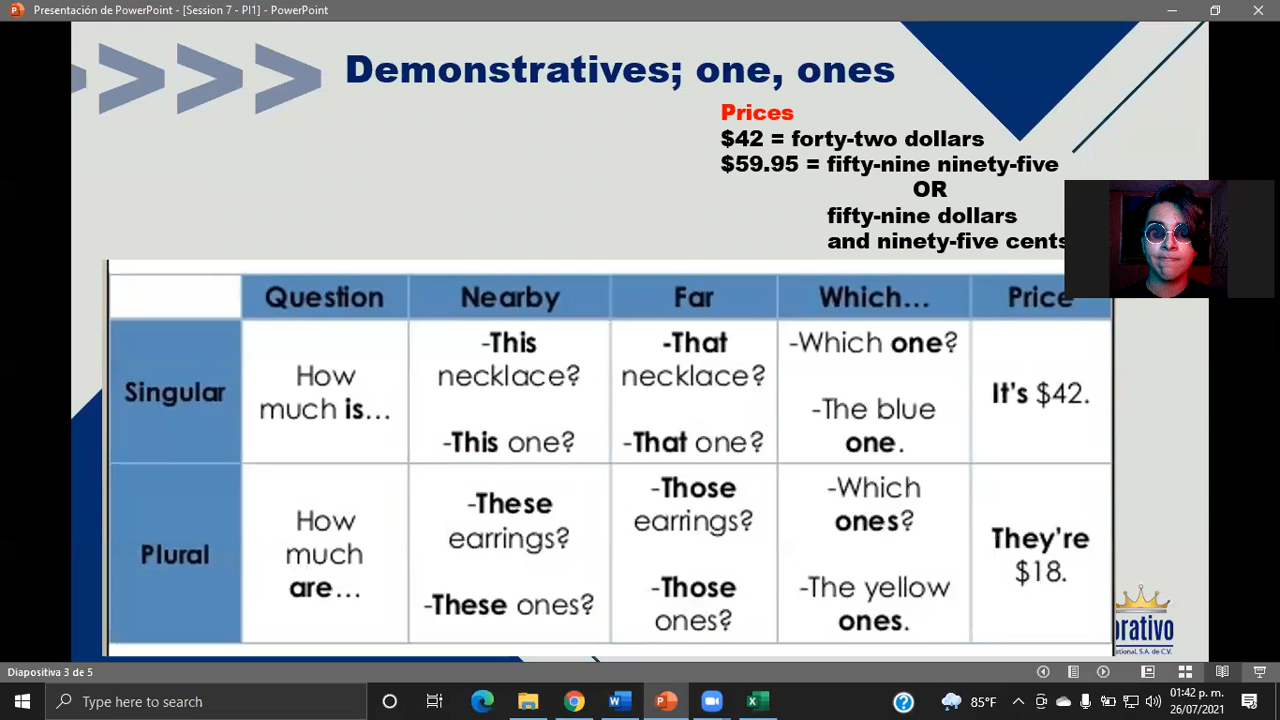 Presentación de PowerPoint - [Session 7 - PI1] - PowerPoint
Demonstratives; one, ones
Prices
$42 = forty-two dollars
$59.95 = fifty-nine ninety-five
OR
fifty-nine dollars
and ninety-five cents
Question
Nearby
Far
Which...
Price
Singular
How
much is...
-This
necklace?
-This one?
-That
necklace?
-That one?
-Which one?
-The blue
one.
It's $42.
Plural
How
much
are...
-These
earrings?
-These ones?
-Those
earrings?
-Those
ones?
-Which
ones?
-The yellow
ones.
They're
$18.
orativo
national, S.A. de C.V.
Diapositiva 3 de 5
Type here to search
85°F
01:42 p. m.
26/07/2021